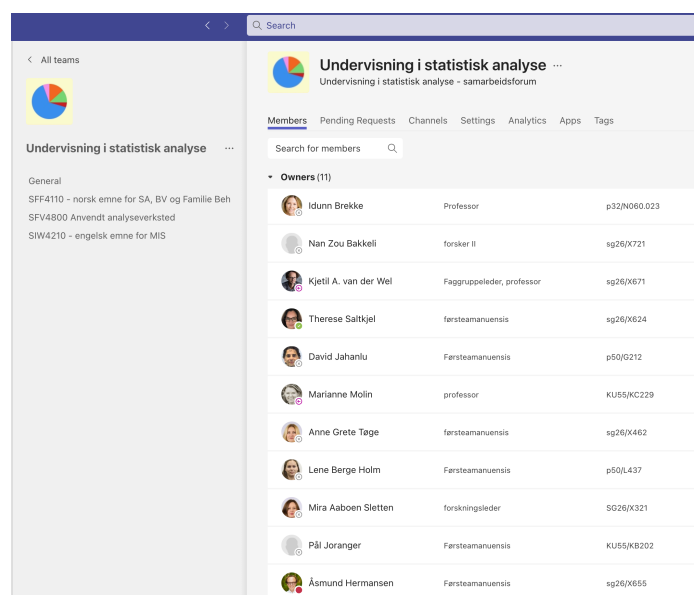 Search
All teams
Undervisning i statistisk analyse ...
General
SFF4110 - norsk emne for SA, BV og Familie Beh
SFV4800 Anvendt analyseverksted
SIW4210 - engelsk emne for MIS
Undervisning i statistisk analyse ...
Undervisning i statistisk analyse - samarbeidsforum
Members Pending Requests Channels Settings Analytics Apps Tags
Search for members
Owners (11)
Idunn Brekke Professor p32/N060.023
Nan Zou Bakkeli forsker II sg26/X721
Kjetil A. van der Wel Faggruppeleder, professor sg26/X671
Therese Saltkjel førsteamanuensis sg26/X624
David Jahanlu Førsteamanuensis p50/G212
Marianne Molin professor KU55/KC229
Anne Grete Tøge førsteamanuensis sg26/X462
Lene Berge Holm Førsteamanuensis p50/L437
Mira Aaboen Sletten forskningsleder SG26/X321
Pål Joranger Førsteamanuensis KU55/KB202
Åsmund Hermansen Førsteamanuensis sg26/X655